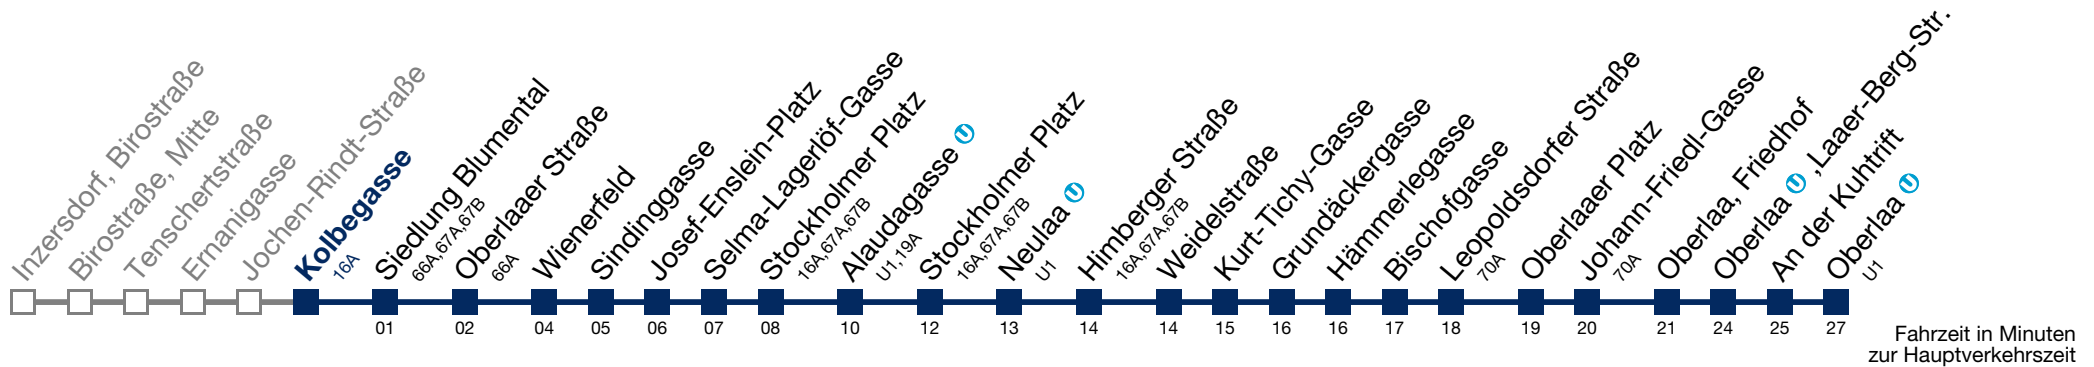 Inzersdorf, Birostraße
Birostraße, Mitte
Tenschertstraße
Ernanigasse
Jochen-Rindt-Straße
Kolbegasse
16A
Siedlung Blumental
66A,67A,67B
Oberlaaer Straße
66A
Wienerfeld
Sindinggasse
Josef-Enslein-Platz
Selma-Lagerlöf-Gasse
Stockholmer Platz
16A,67A,67B
Alaudagasse U
U1,19A
Stockholmer Platz
16A,67A,67B
Neulaa U
U1
Himberger Straße
16A,67A,67B
Weidelstraße
Kurt-Tichy-Gasse
Grundäckergasse
Hämmerlegasse
Bischofgasse
Leopoldsdorfer Straße
70A
Oberlaaer Platz
Johann-Friedl-Gasse
70A
Oberlaa, Friedhof
Oberlaa U ,Laaer-Berg-Str.
An der Kuhtrift
Oberlaa U
U1
01 02 04 05 06 07 08 10 12 13 14 14 15 16 16 17 18 19 20 21 24 25 27
Fahrzeit in Minuten
zur Hauptverkehrszeit